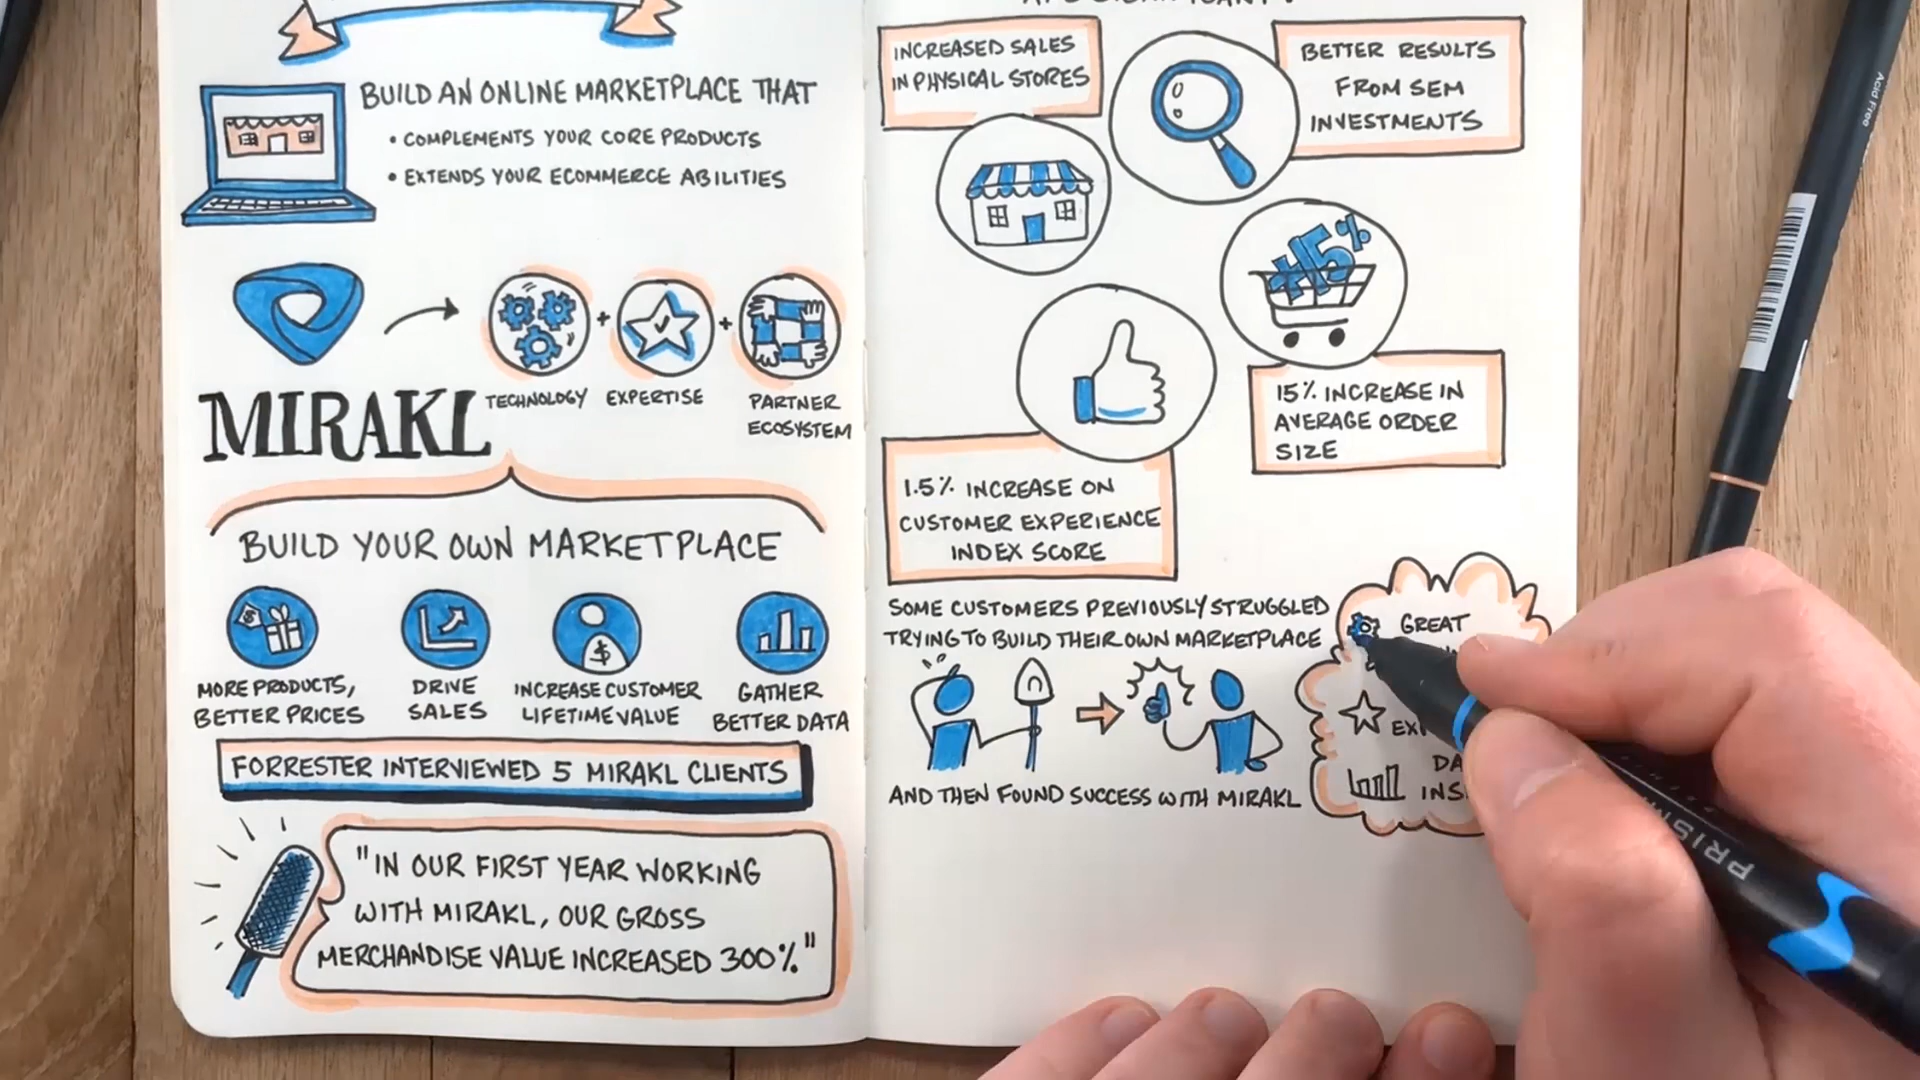 BUILD AN ONLINE MARKETPLACE THAT
• COMPLEMENTS YOUR CORE PRODUCTS
• EXTENDS YOUR ECOMMERCE ABILITIES
MIRAKL
TECHNOLOGY + EXPERTISE + PARTNER
ECOSYSTEM
BUILD YOUR OWN MARKETPLACE
$
$
MORE PRODUCTS,
BETTER PRICES
DRIVE
SALES
INCREASE CUSTOMER
LIFETIME VALUE
GATHER
BETTER DATA
FORRESTER INTERVIEWED 5 MIRAKL CLIENTS
"IN OUR FIRST YEAR WORKING
WITH MIRAKL, OUR GROSS
MERCHANDISE VALUE INCREASED 300%"
INCREASED SALES
IN PHYSICAL STORES
BETTER RESULTS
FROM SEM
INVESTMENTS
+15%
15% INCREASE IN
AVERAGE ORDER
SIZE
1.5% INCREASE ON
CUSTOMER EXPERIENCE
INDEX SCORE
SOME CUSTOMERS PREVIOUSLY STRUGGLED
TRYING TO BUILD THEIR OWN MARKETPLACE
AND THEN FOUND SUCCESS WITH MIRAKL
GREAT
Acid Free